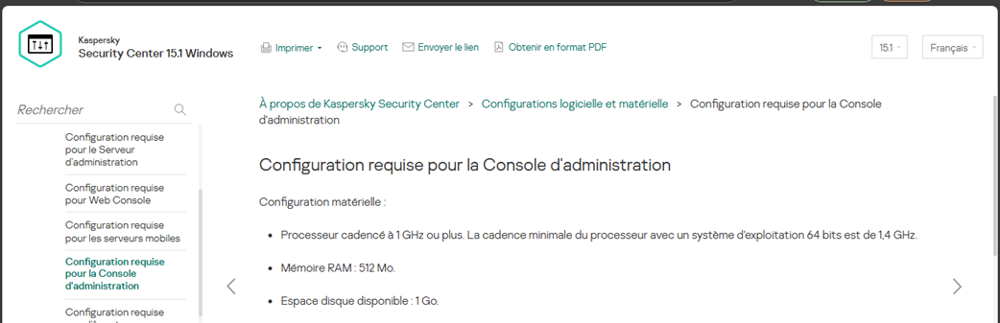 Kaspersky
Security Center 15.1 Windows
Imprimer
Support
Envoyer le lien
Obtenir en format PDF
15.1
Français
Rechercher
Configuration requise
pour le Serveur
d'administration
Configuration requise
pour Web Console
Configuration requise
pour les serveurs mobiles
Configuration requise
pour la Console
d'administration
Configuration requise
À propos de Kaspersky Security Center > Configurations logicielle et matérielle > Configuration requise pour la Console
d'administration
Configuration requise pour la Console d'administration
Configuration matérielle :
• Processeur cadencé à 1 GHz ou plus. La cadence minimale du processeur avec un système d'exploitation 64 bits est de 1,4 GHz.
• Mémoire RAM : 512 Mo.
• Espace disque disponible : 1 Go.